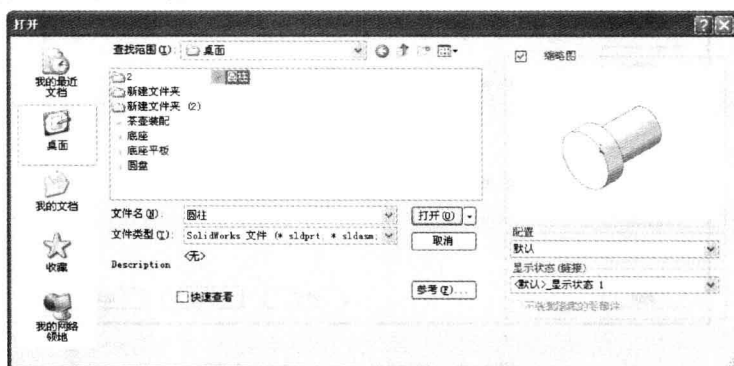 打开
查找范围(I): 桌面
我的最近
文档
桌面
我的文档
收藏
我的网络
领地
2
圆柱
新建文件夹
新建文件夹 (2)
茶壶装配
底座
底座平板
圆盘
文件名(N): 圆柱 打开(O)
文件类型(T): SolidWorks 文件 (*.sldprt; *.sldasm; 取消
Description <无>
快速查看 参考(F)...
缩略图
配置
默认
显示状态(链接)
<默认>_显示状态 1